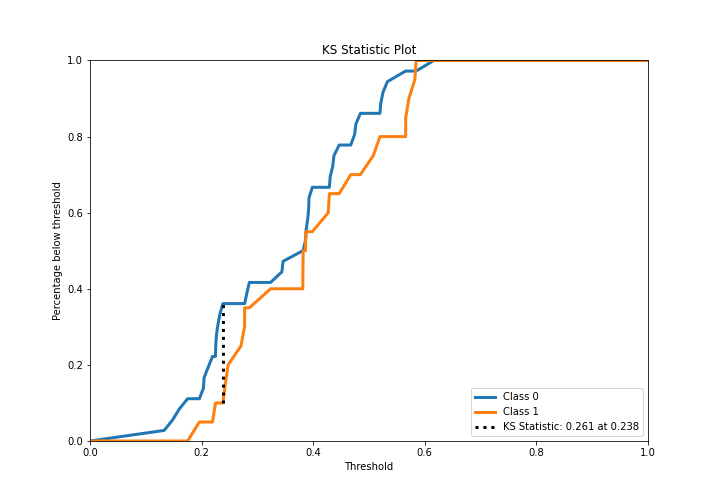 KS Statistic Plot
1.0
0.8
0.6
0.4
0.2
0.0
Percentage below threshold
0.0 0.2 0.4 0.6 0.8 1.0
Threshold
Class 0
Class 1
KS Statistic: 0.261 at 0.238